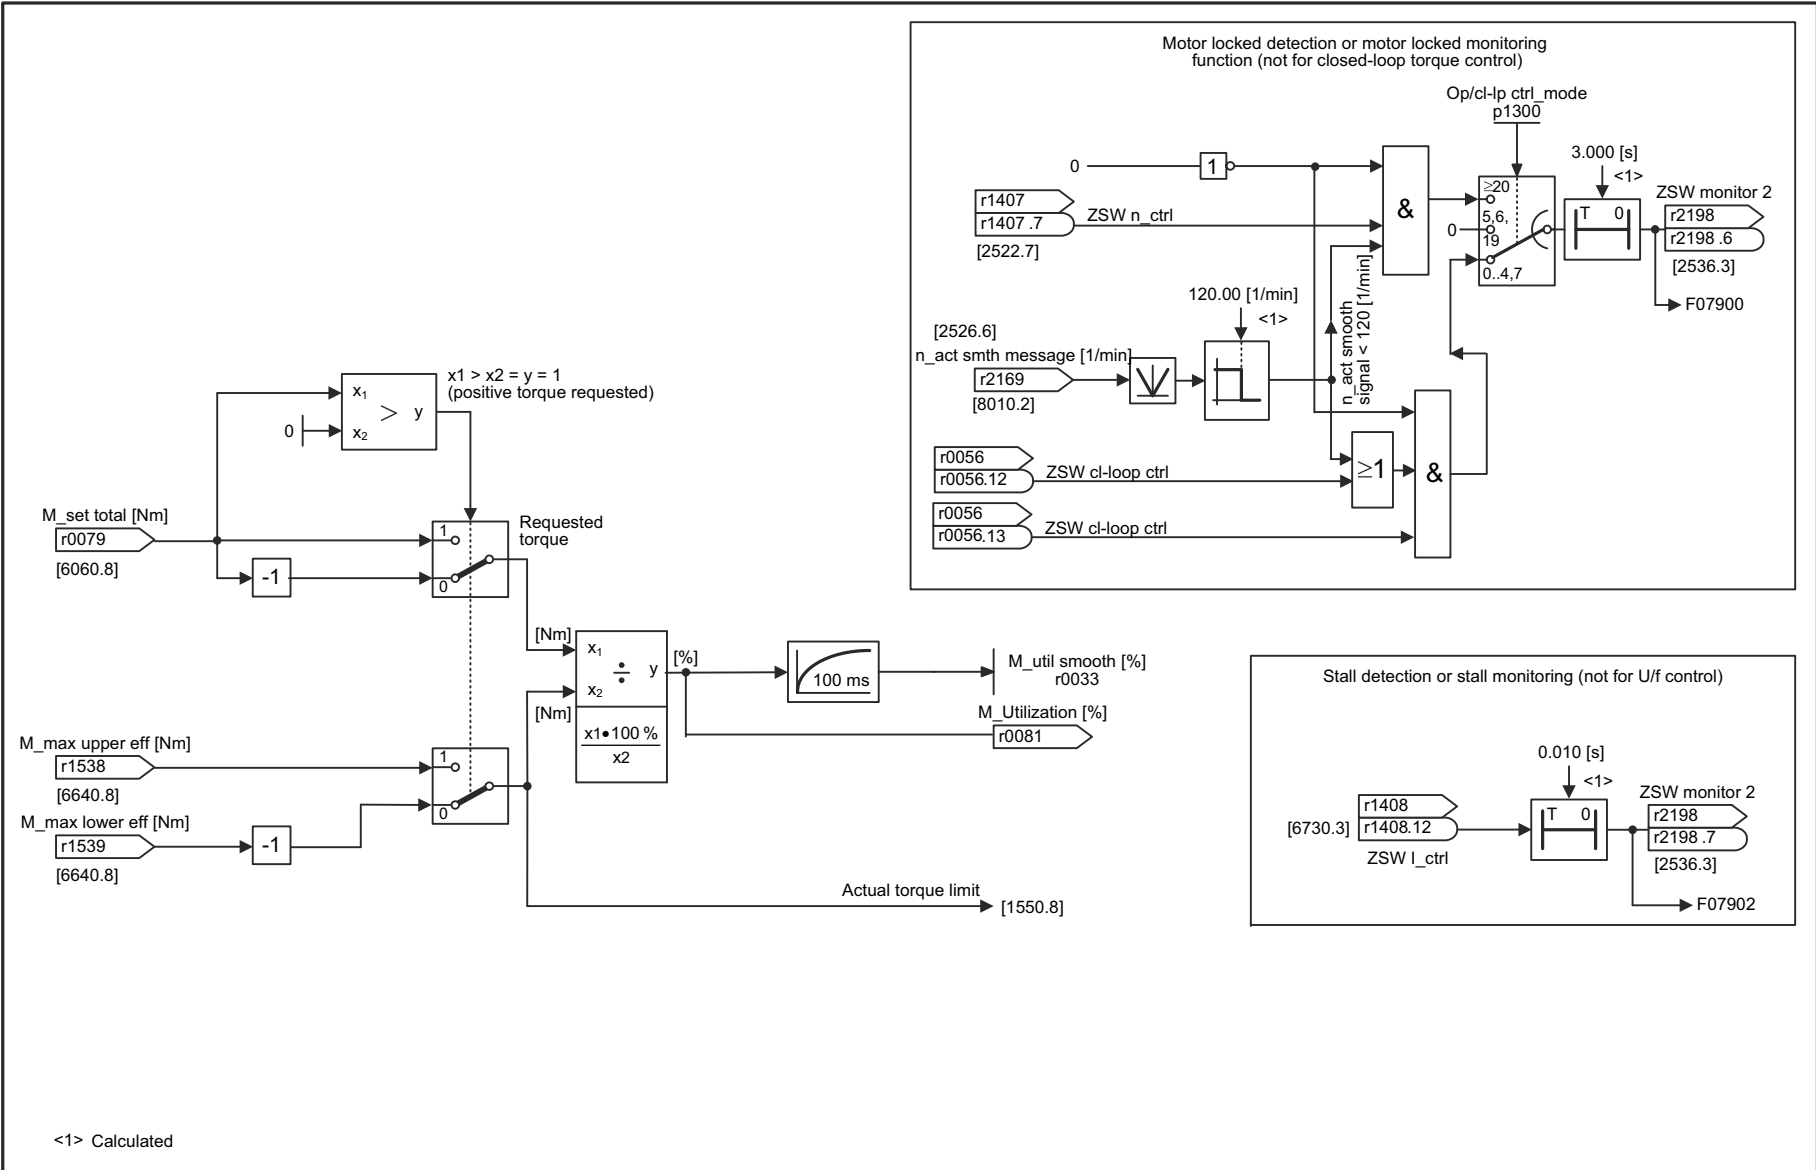 Motor locked detection or motor locked monitoring
function (not for closed-loop torque control)
Op/cl-lp ctrl_mode
p1300
0
1
3.000 [s]
<1>
r1407
r1407 .7
ZSW n_ctrl
[2522.7]
&
≥20
5,6,
0
19
0..4,7
T 0
ZSW monitor 2
r2198
r2198 .6
[2536.3]
F07900
120.00 [1/min]
<1>
[2526.6]
n_act smth message [1/min]
r2169
[8010.2]
n_act smooth
signal < 120 [1/min]
r0056
r0056.12
ZSW cl-loop ctrl
≥1
&
r0056
r0056.13
ZSW cl-loop ctrl
x1 > x2 = y = 1
(positive torque requested)
x1
> y
0
x2
M_set total [Nm]
r0079
[6060.8]
-1
1
0
Requested
torque
[Nm]
x1
÷ y
x2
[Nm]
x1•100 %
x2
[%]
100 ms
M_util smooth [%]
r0033
M_Utilization [%]
r0081
M_max upper eff [Nm]
r1538
[6640.8]
M_max lower eff [Nm]
r1539
[6640.8]
-1
1
0
Actual torque limit
[1550.8]
Stall detection or stall monitoring (not for U/f control)
0.010 [s]
<1>
r1408
[6730.3]
r1408.12
ZSW I_ctrl
T 0
ZSW monitor 2
r2198
r2198 .7
[2536.3]
F07902
<1> Calculated